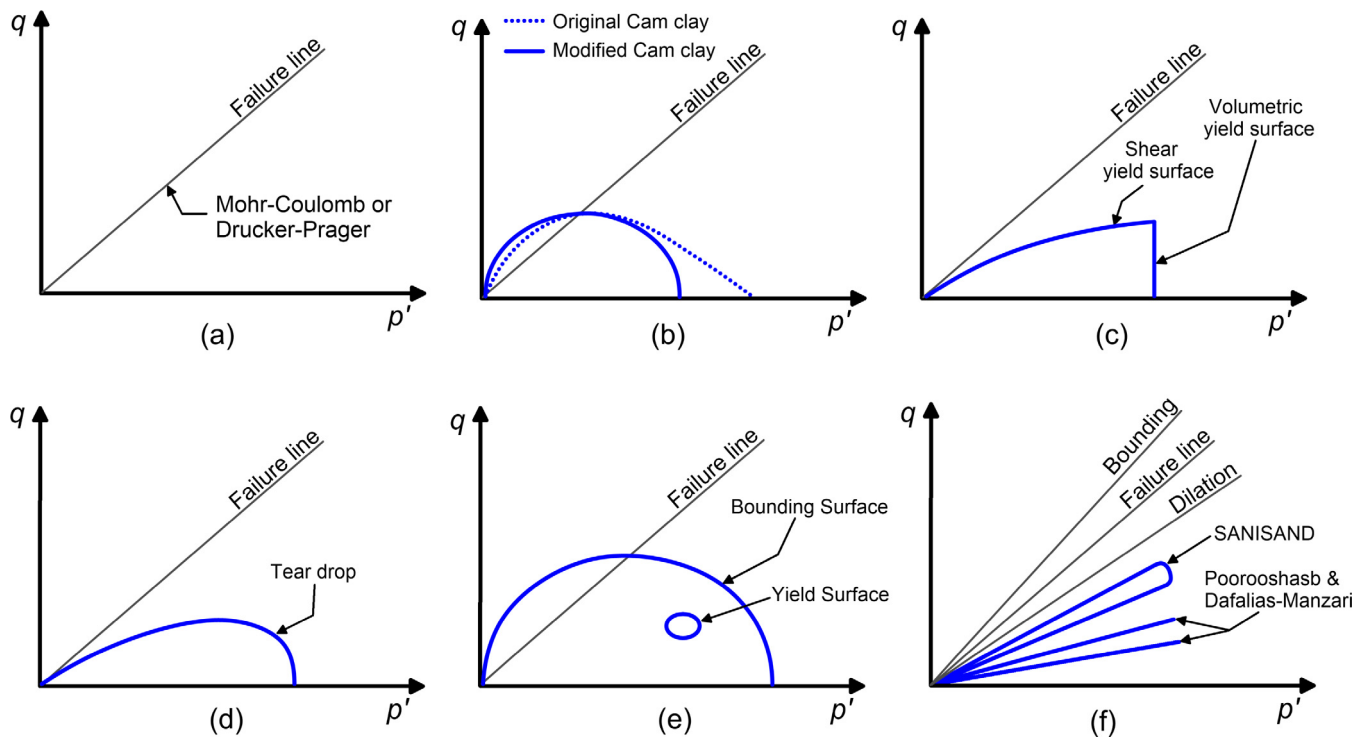 q
Failure line
Mohr-Coulomb or
Drucker-Prager
p'
(a)
Original Cam clay
Modified Cam clay
q
Failure line
p'
(b)
q
Failure line
Volumetric
yield surface
Shear
yield surface
p'
(c)
q
Failure line
Tear drop
p'
(d)
q
Failure line
Bounding Surface
Yield Surface
p'
(e)
q
Bounding
Failure line
Dilation
SANISAND
Poorooshasb &
Dafalias-Manzari
p'
(f)